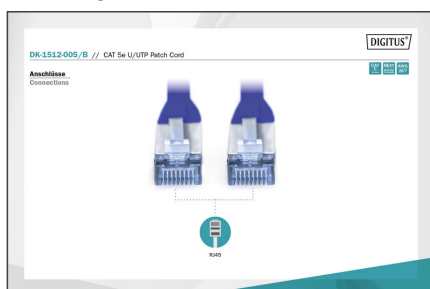 DIGITUS®
DK-1512-005/B // CAT 5e U/UTP Patch Cord
Anschlüsse
Connections
RJ45